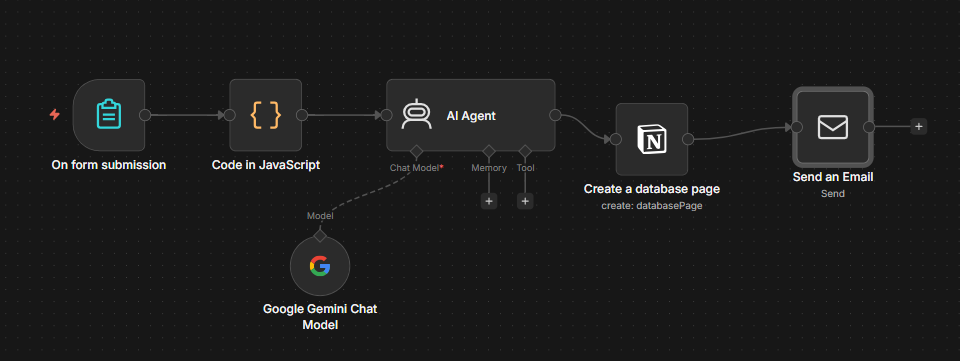 On form submission
Code in JavaScript
AI Agent
Chat Model*
Memory
Tool
Create a database page
create: databasePage
Send an Email
Send
Model
Google Gemini Chat
Model